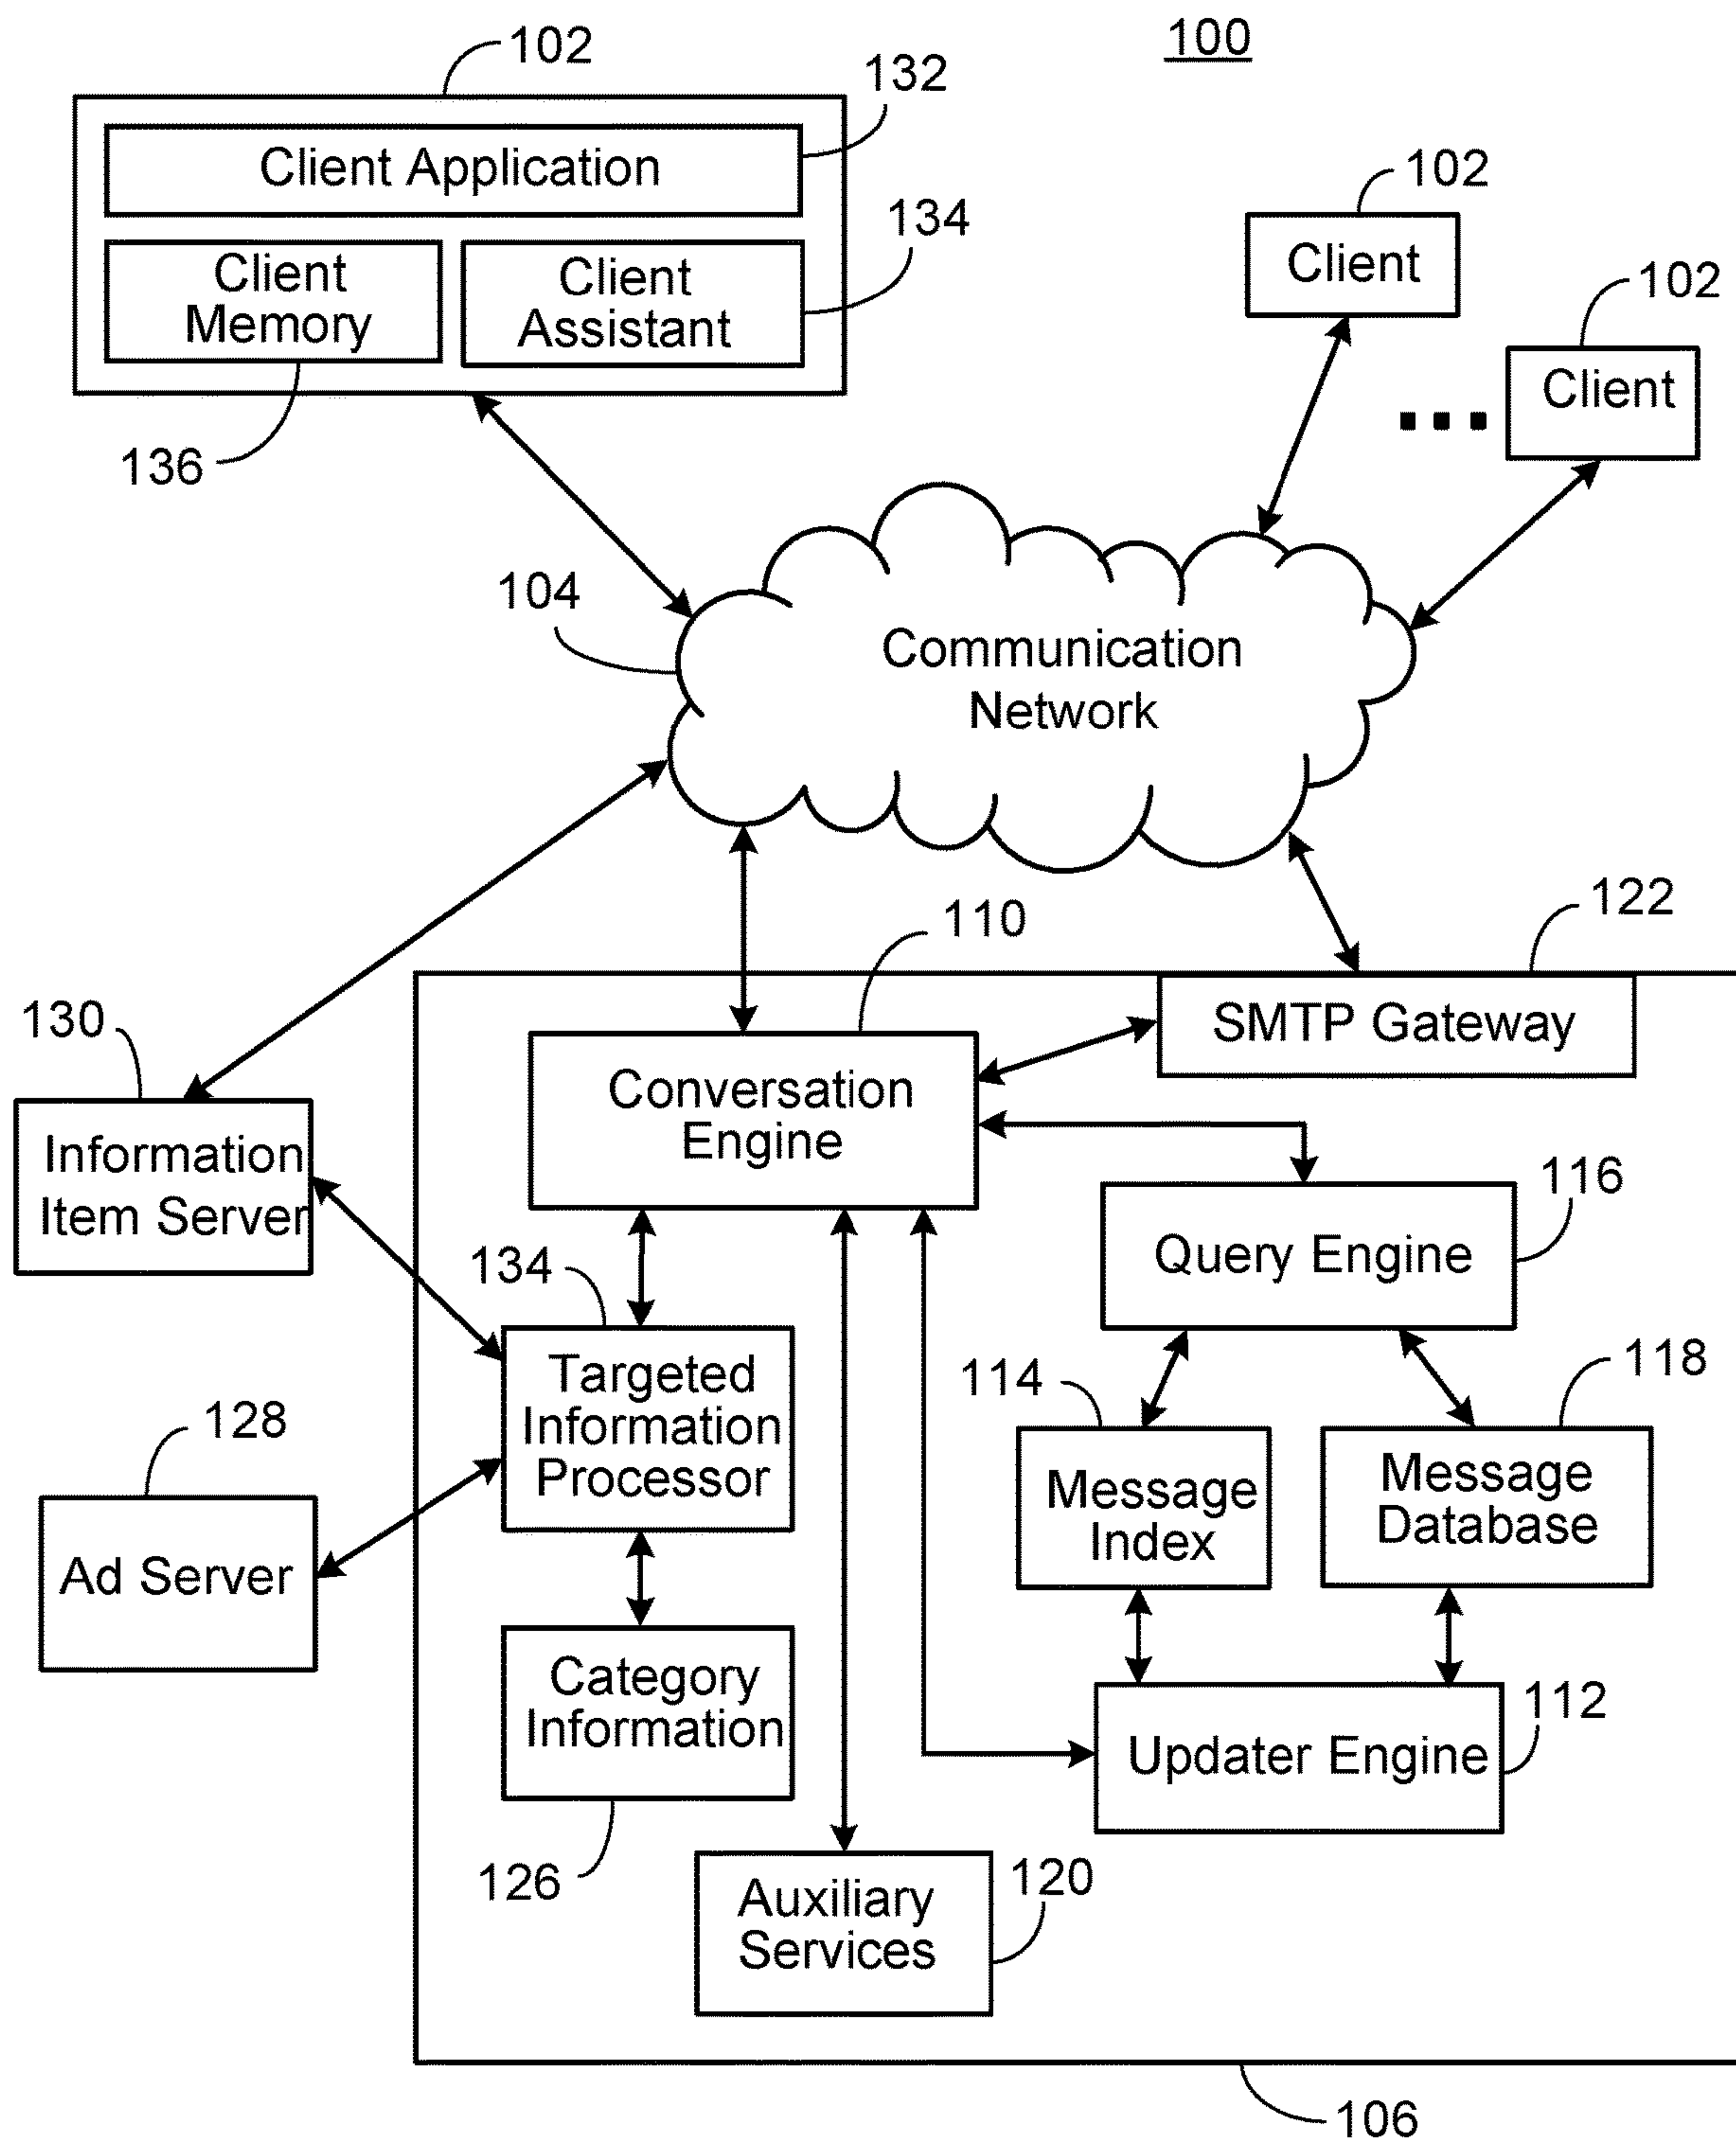 100
102
132
Client Application
134
Client
Memory
Client
Assistant
136
102
Client
102
Client
104
Communication
Network
110
122
SMTP Gateway
130
Information
Item Server
Conversation
Engine
116
Query Engine
134
Targeted
Information
Processor
114
118
Message
Index
Message
Database
128
Ad Server
Category
Information
126
112
Updater Engine
120
Auxiliary
Services
106